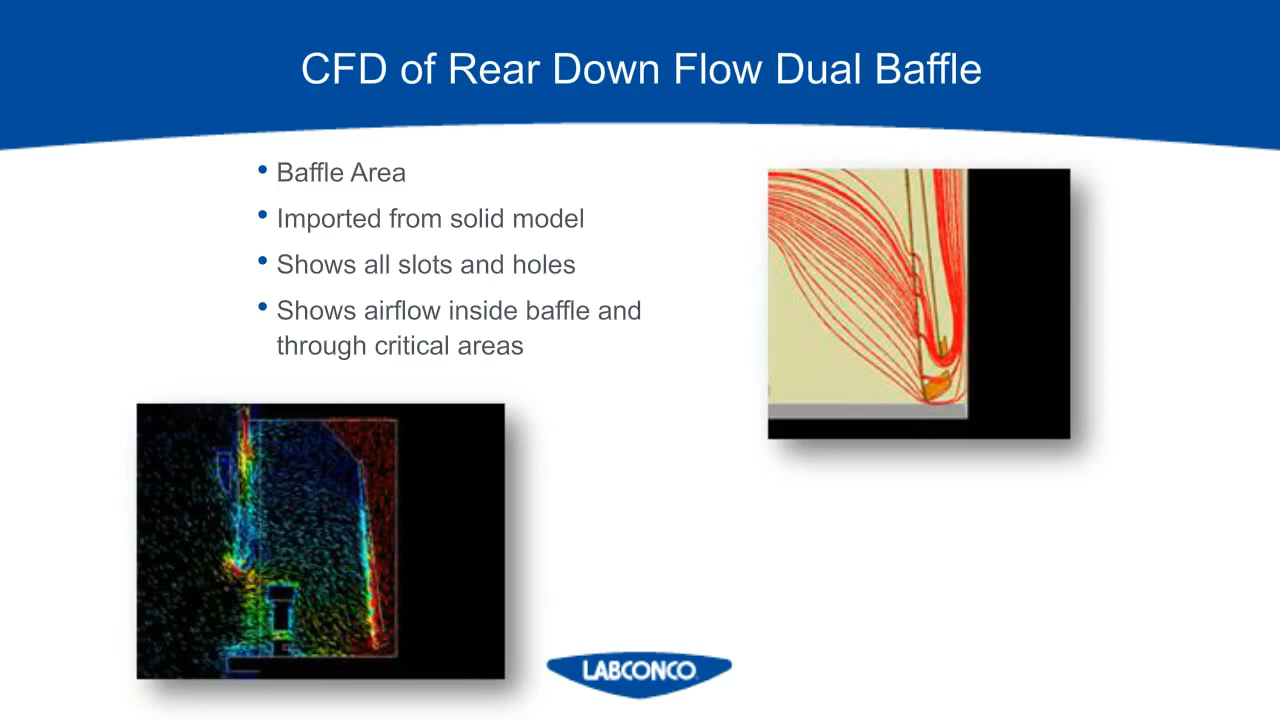 CFD of Rear Down Flow Dual Baffle
• Baffle Area
• Imported from solid model
• Shows all slots and holes
• Shows airflow inside baffle and
through critical areas
LABCONCO